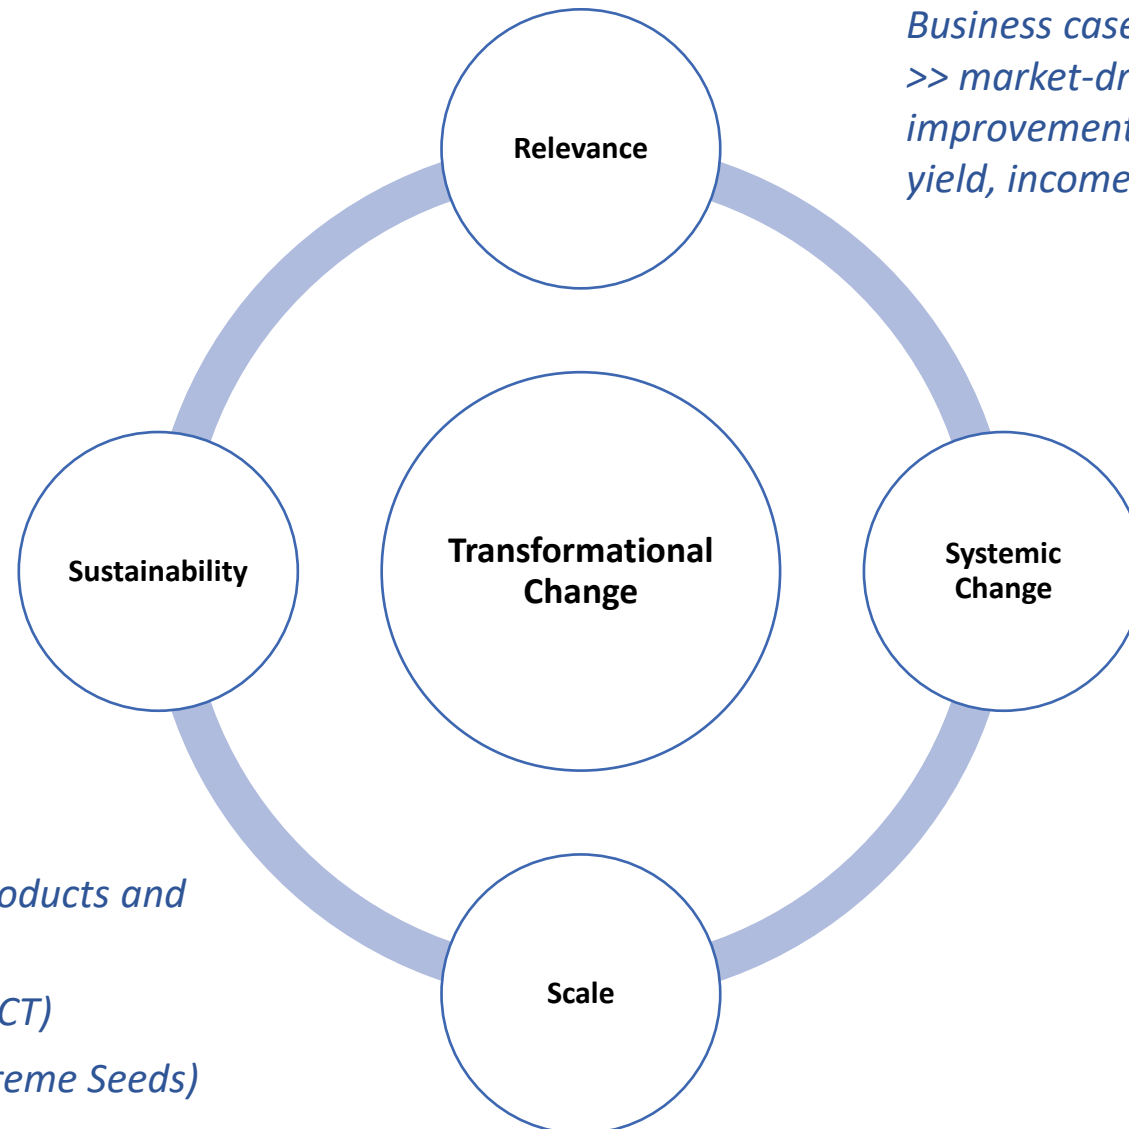 Business case
>> market-dr
improvement
yield, income
Relevance
Sustainability
Transformational
Change
Systemic
Change
oducts and
CT)
reme Seeds)
Scale